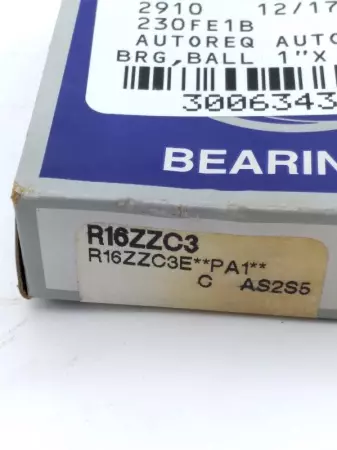 2910 12/17
230FE1B
AUTOREQ AUTO
BRG,BALL 1"X
3006343
BEARIN
R16ZZC3
R16ZZC3E**PA1**
C AS2S5